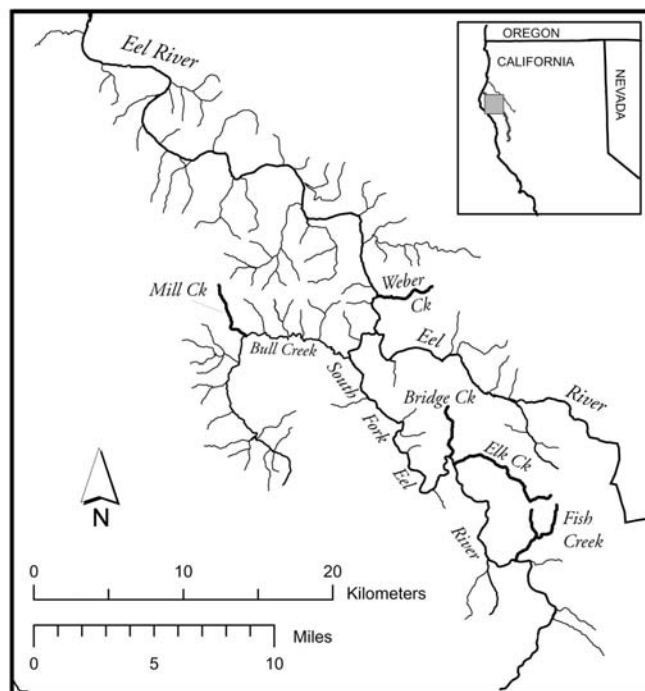 Eel River
OREGON
CALIFORNIA
NEVADA
Mill Ck
Weber
Ck
Bull Creek
Eel
River
South
Fork
Eel
River
Bridge Ck
Elk Ck
Fish
Creek
N
0 10 20
Kilometers
Miles
0 5 10